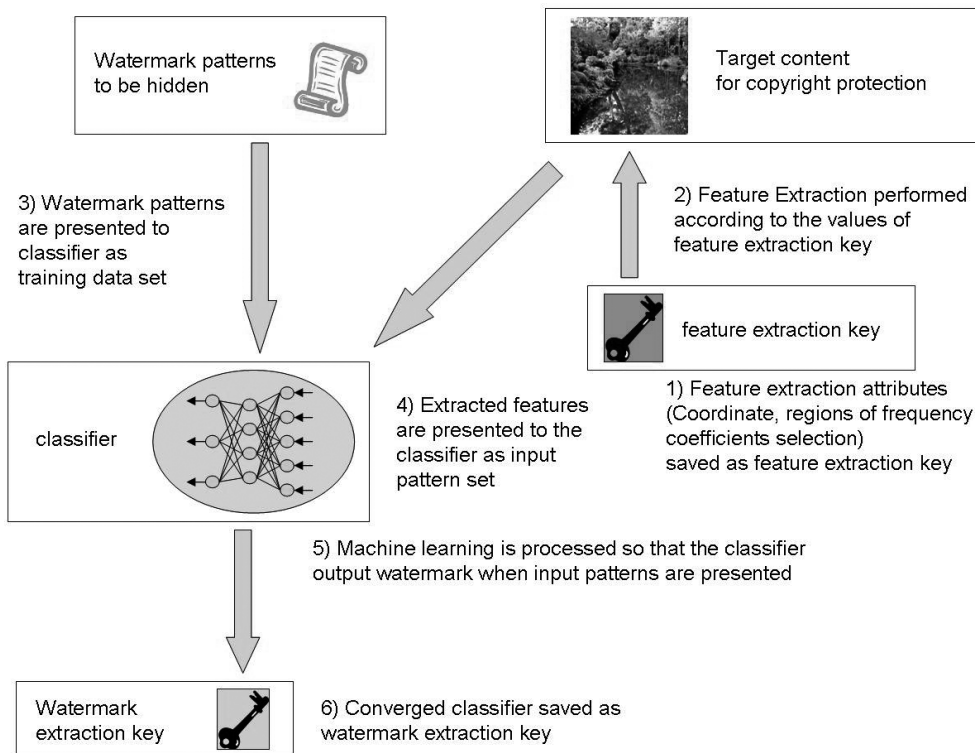 Watermark patterns
to be hidden
Target content
for copyright protection
3) Watermark patterns
are presented to
classifier as
training data set
2) Feature Extraction performed
according to the values of
feature extraction key
feature extraction key
1) Feature extraction attributes
(Coordinate, regions of frequency
coefficients selection)
saved as feature extraction key
classifier
4) Extracted features
are presented to the
classifier as input
pattern set
5) Machine learning is processed so that the classifier
output watermark when input patterns are presented
Watermark
extraction key
6) Converged classifier saved as
watermark extraction key